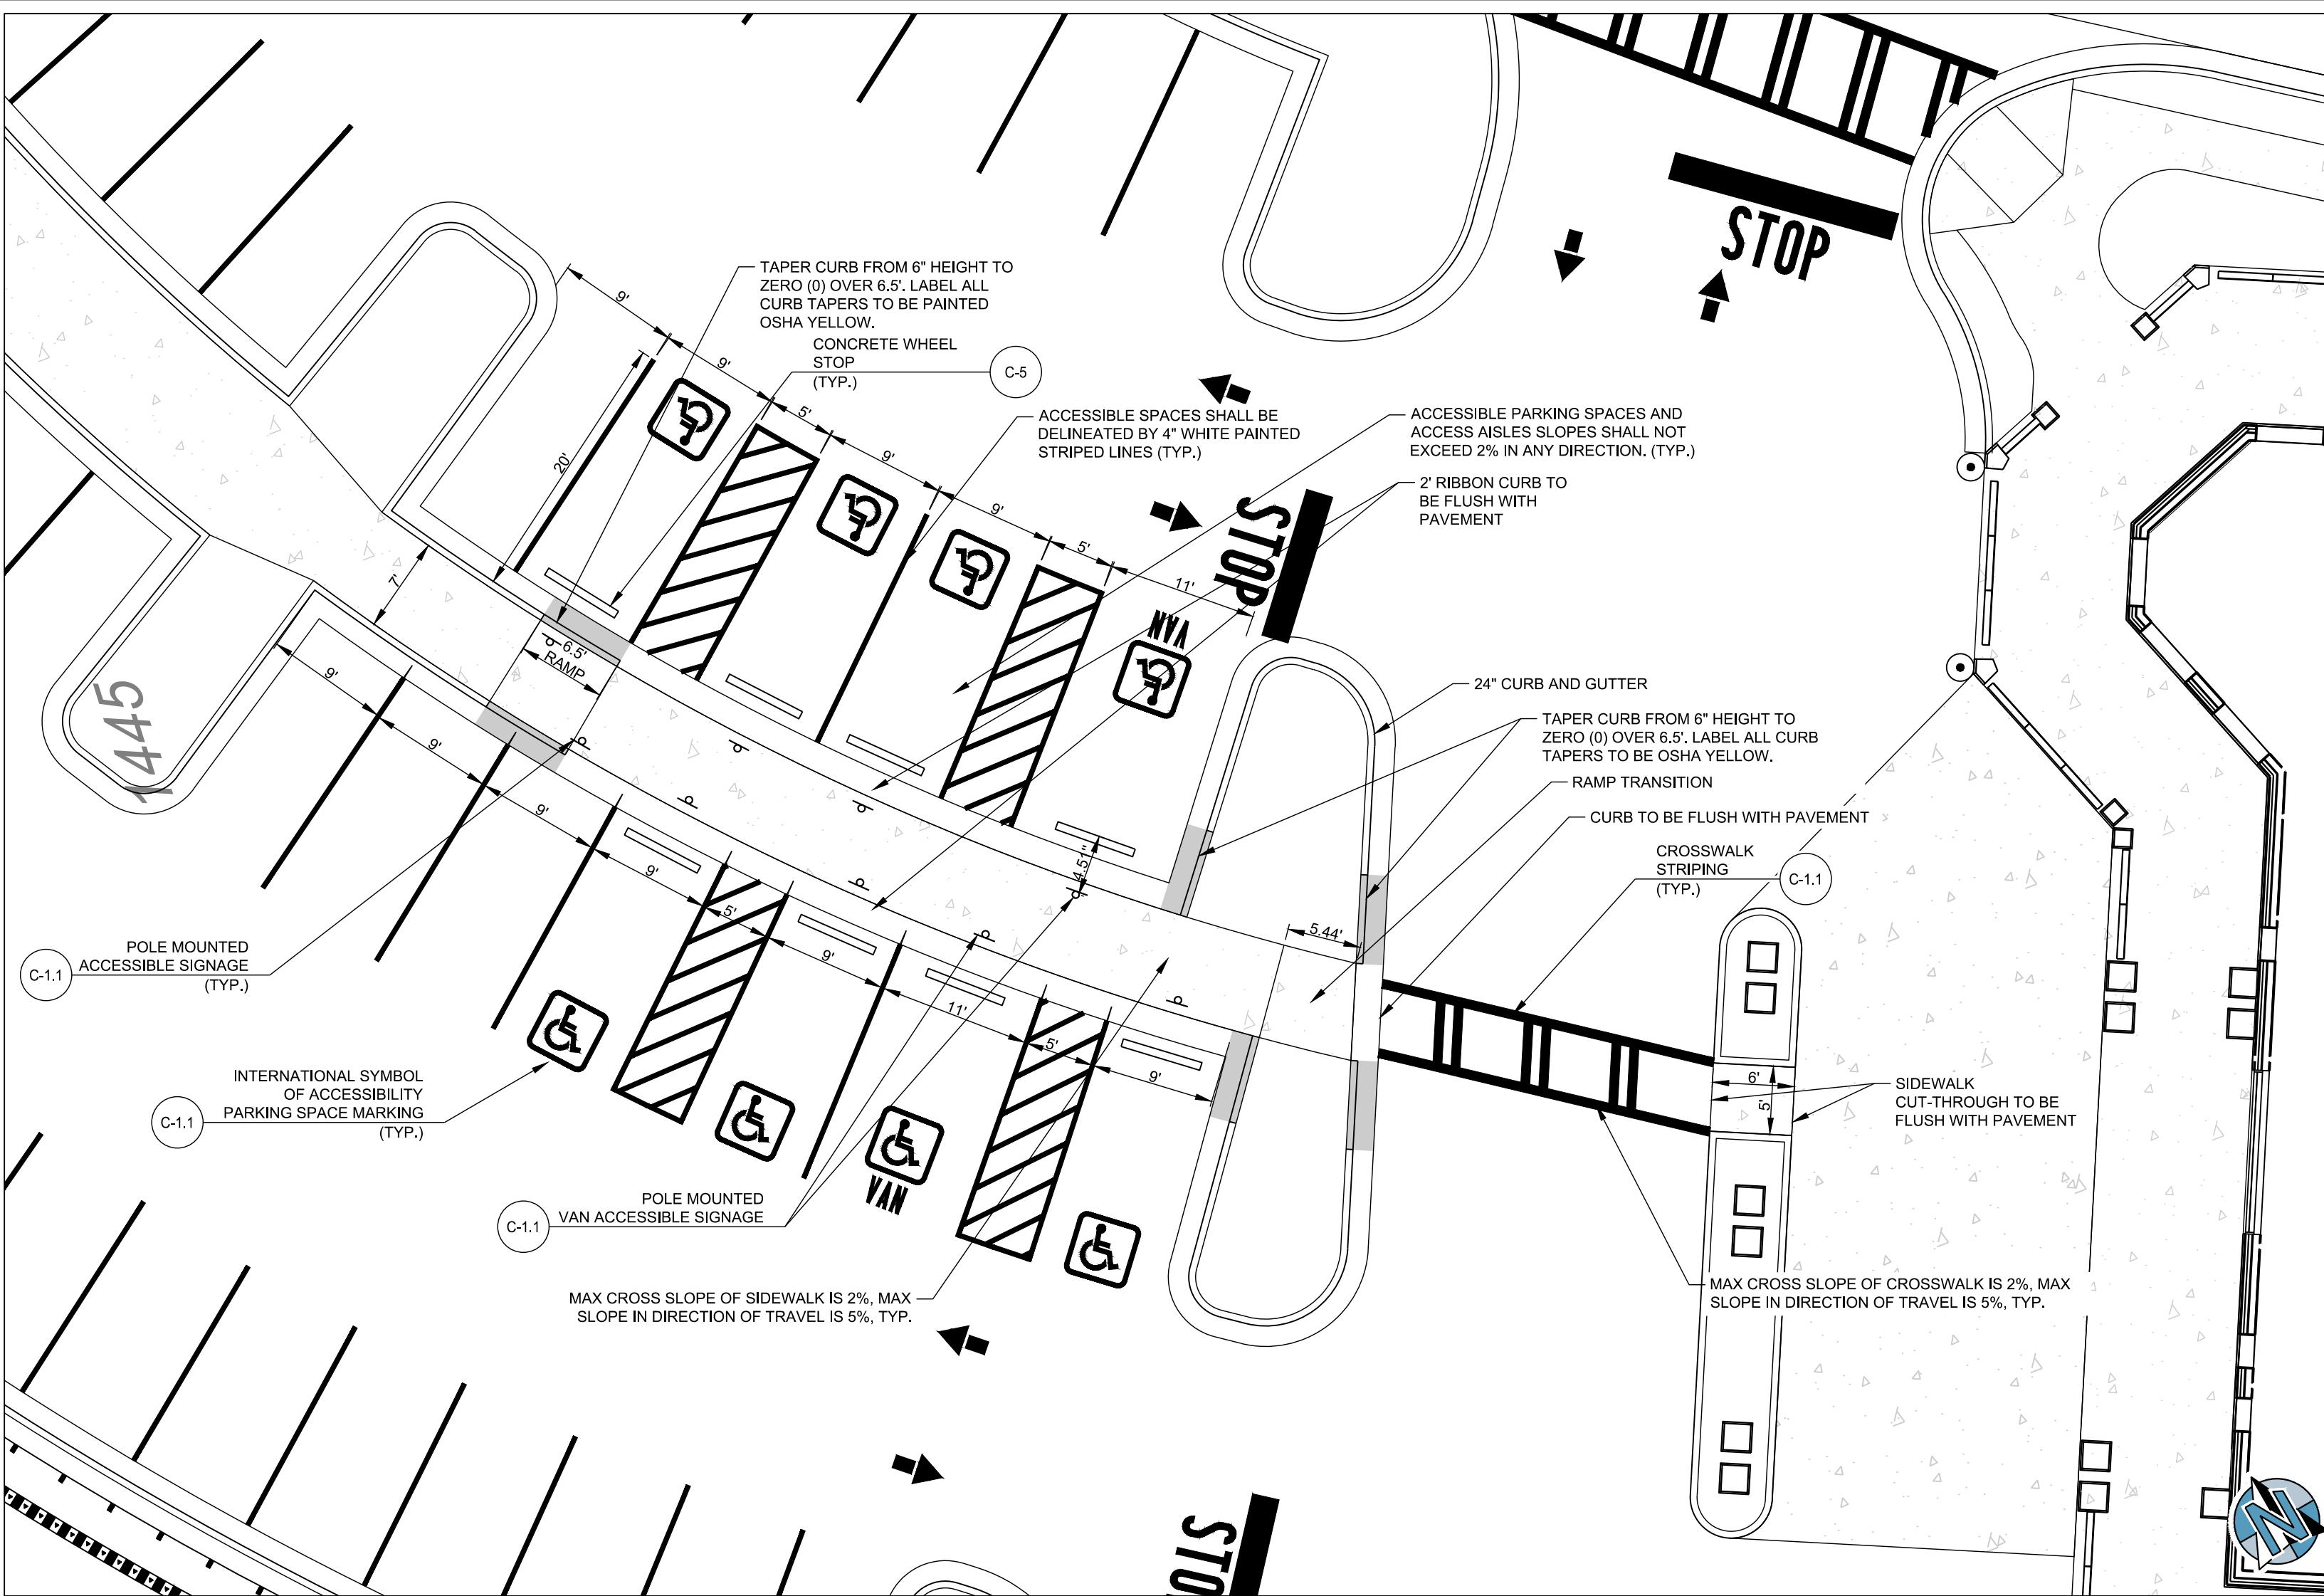 STOP
TAPER CURB FROM 6" HEIGHT TO
ZERO (0) OVER 6.5'. LABEL ALL
CURB TAPERS TO BE PAINTED
OSHA YELLOW.
CONCRETE WHEEL
STOP
(TYP.)
C-5
ACCESSIBLE SPACES SHALL BE
DELINEATED BY 4" WHITE PAINTED
STRIPED LINES (TYP.)
ACCESSIBLE PARKING SPACES AND
ACCESS AISLES SLOPES SHALL NOT
EXCEED 2% IN ANY DIRECTION. (TYP.)
2' RIBBON CURB TO
BE FLUSH WITH
PAVEMENT
9'
9'
5'
9'
9'
5'
11'
20'
STOP
VAN
7'
6.5'
RAMP
1445
24" CURB AND GUTTER
TAPER CURB FROM 6" HEIGHT TO
ZERO (0) OVER 6.5'. LABEL ALL CURB
TAPERS TO BE OSHA YELLOW.
RAMP TRANSITION
CURB TO BE FLUSH WITH PAVEMENT
CROSSWALK
STRIPING
(TYP.)
C-1.1
4.51"
5.44'
9'
9'
9'
9'
5'
9'
11'
5'
9'
C-1.1
POLE MOUNTED
ACCESSIBLE SIGNAGE
(TYP.)
C-1.1
INTERNATIONAL SYMBOL
OF ACCESSIBILITY
PARKING SPACE MARKING
(TYP.)
6'
5'
SIDEWALK
CUT-THROUGH TO BE
FLUSH WITH PAVEMENT
VAN
C-1.1
POLE MOUNTED
VAN ACCESSIBLE SIGNAGE
MAX CROSS SLOPE OF SIDEWALK IS 2%, MAX
SLOPE IN DIRECTION OF TRAVEL IS 5%, TYP.
MAX CROSS SLOPE OF CROSSWALK IS 2%, MAX
SLOPE IN DIRECTION OF TRAVEL IS 5%, TYP.
STO
N